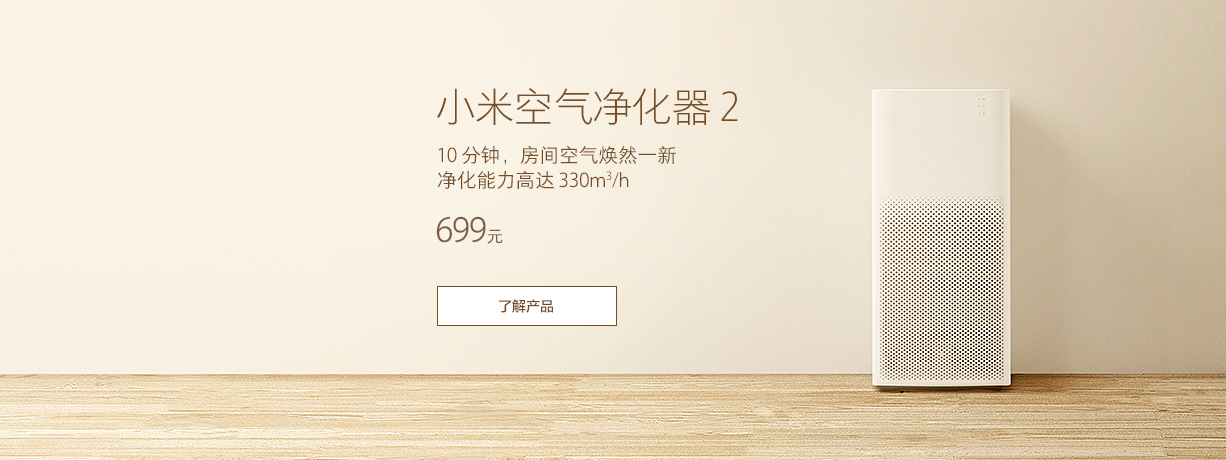 小米空气净化器 2
10 分钟，房间空气焕然一新
净化能力高达 330m³/h
699元
了解产品